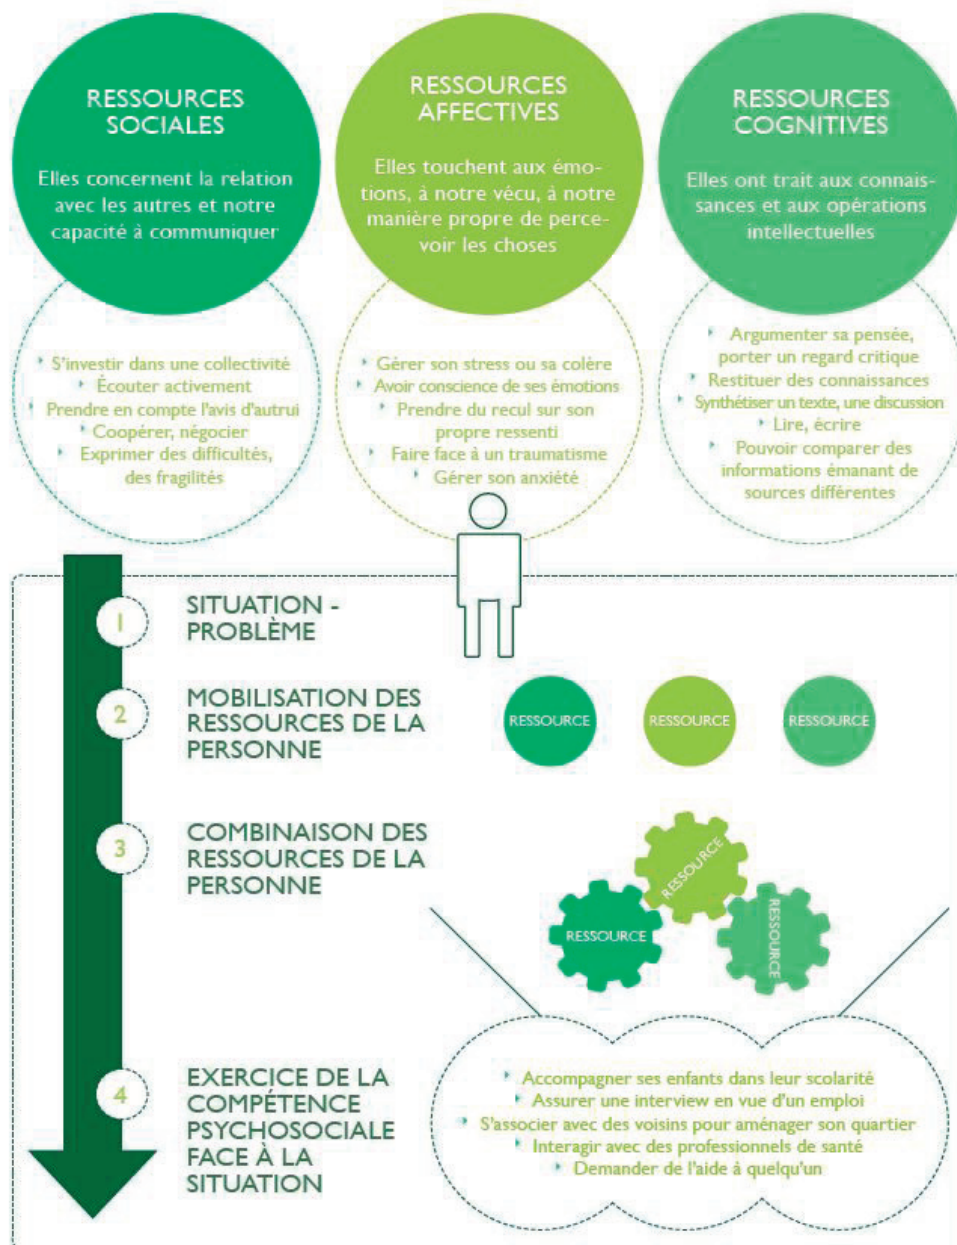 RESSOURCES
SOCIALES
Elles concernent la relation
avec les autres et notre
capacité à communiquer
S'investir dans une collectivité
Écouter activement
Prendre en compte l'avis d'autrui
Coopérer, négocier
Exprimer des difficultés,
des fragilités
RESSOURCES
AFFECTIVES
Elles touchent aux émo-
tions, à notre vécu, à notre
manière propre de perce-
voir les choses
Gérer son stress ou sa colère
Avoir conscience de ses émotions
Prendre du recul sur son
propre ressenti
Faire face à un traumatisme
Gérer son anxiété
RESSOURCES
COGNITIVES
Elles ont trait aux connais-
sances et aux opérations
intellectuelles
Argumenter sa pensée,
porter un regard critique
Restituer des connaissances
Synthétiser un texte, une discussion
Lire, écrire
Pouvoir comparer des
informations émanant de
sources différentes
1
SITUATION -
PROBLÈME
2
MOBILISATION DES
RESSOURCES DE LA
PERSONNE
RESSOURCE
RESSOURCE
RESSOURCE
3
COMBINAISON DES
RESSOURCES DE LA
PERSONNE
RESSOURCE
RESSOURCE
RESSOURCE
4
EXERCICE DE LA
COMPÉTENCE
PSYCHOSOCIALE
FACE À LA
SITUATION
Accompagner ses enfants dans leur scolarité
Assurer une interview en vue d'un emploi
S'associer avec des voisins pour aménager son quartier
Interagir avec des professionnels de santé
Demander de l'aide à quelqu'un